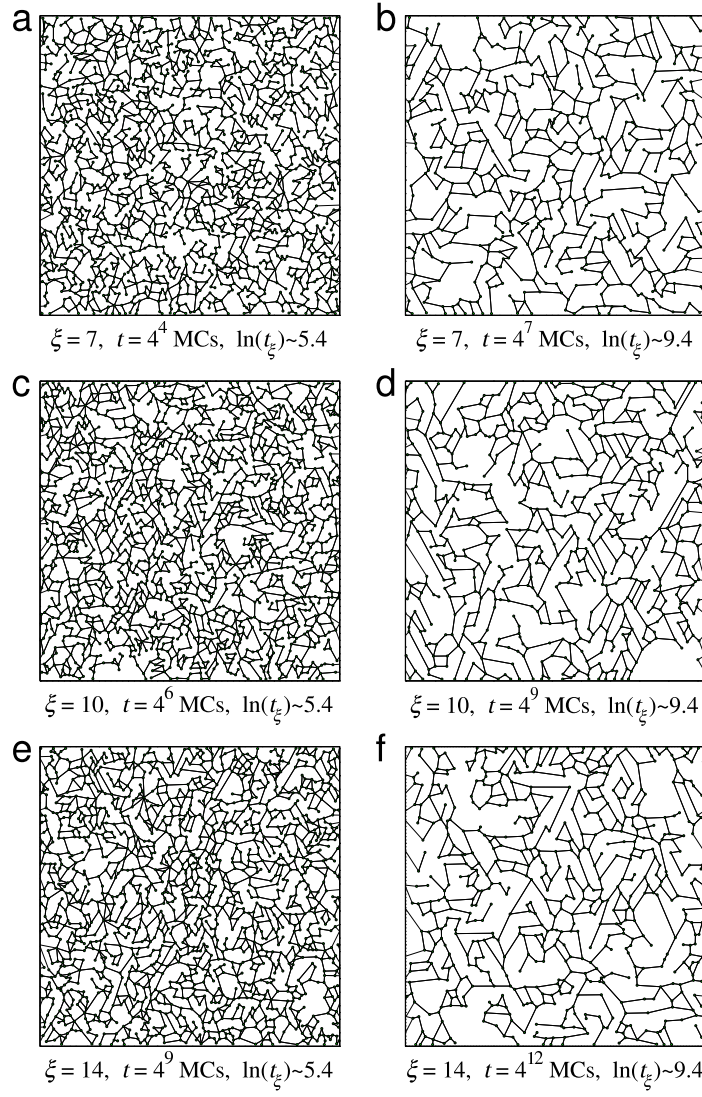 a
b
ξ = 7, t = 4⁴ MCs, ln(t_ξ)~5.4
ξ = 7, t = 4⁷ MCs, ln(t_ξ)~9.4
c
d
ξ = 10, t = 4⁶ MCs, ln(t_ξ)~5.4
ξ = 10, t = 4⁹ MCs, ln(t_ξ)~9.4
e
f
ξ = 14, t = 4⁹ MCs, ln(t_ξ)~5.4
ξ = 14, t = 4¹² MCs, ln(t_ξ)~9.4